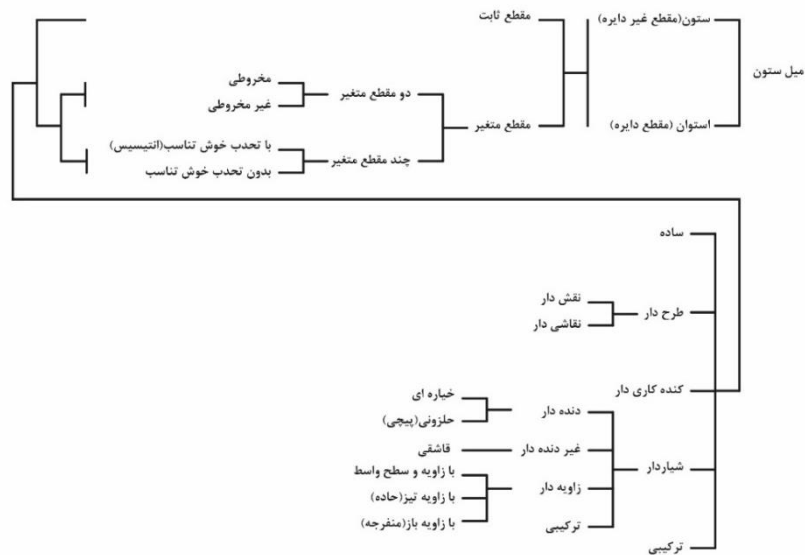 میل ستون
ستون(مقطع غیر دایره)
استوان (مقطع دایره)
مقطع ثابت
مقطع متغیر
دو مقطع متغیر
مخروطی
غیر مخروطی
چند مقطع متغیر
با تحدب خوش تناسب(انتیسیس)
بدون تحدب خوش تناسب
ساده
طرح دار
نقش دار
نقاشی دار
کنده کاری دار
شیاردار
دنده دار
خیاره ای
حلزونی(پیچی)
غیر دنده دار
قاشقی
زاویه دار
با زاویه و سطح واسط
با زاویه تیز(حاده)
با زاویه باز(منفرجه)
ترکیبی
ترکیبی